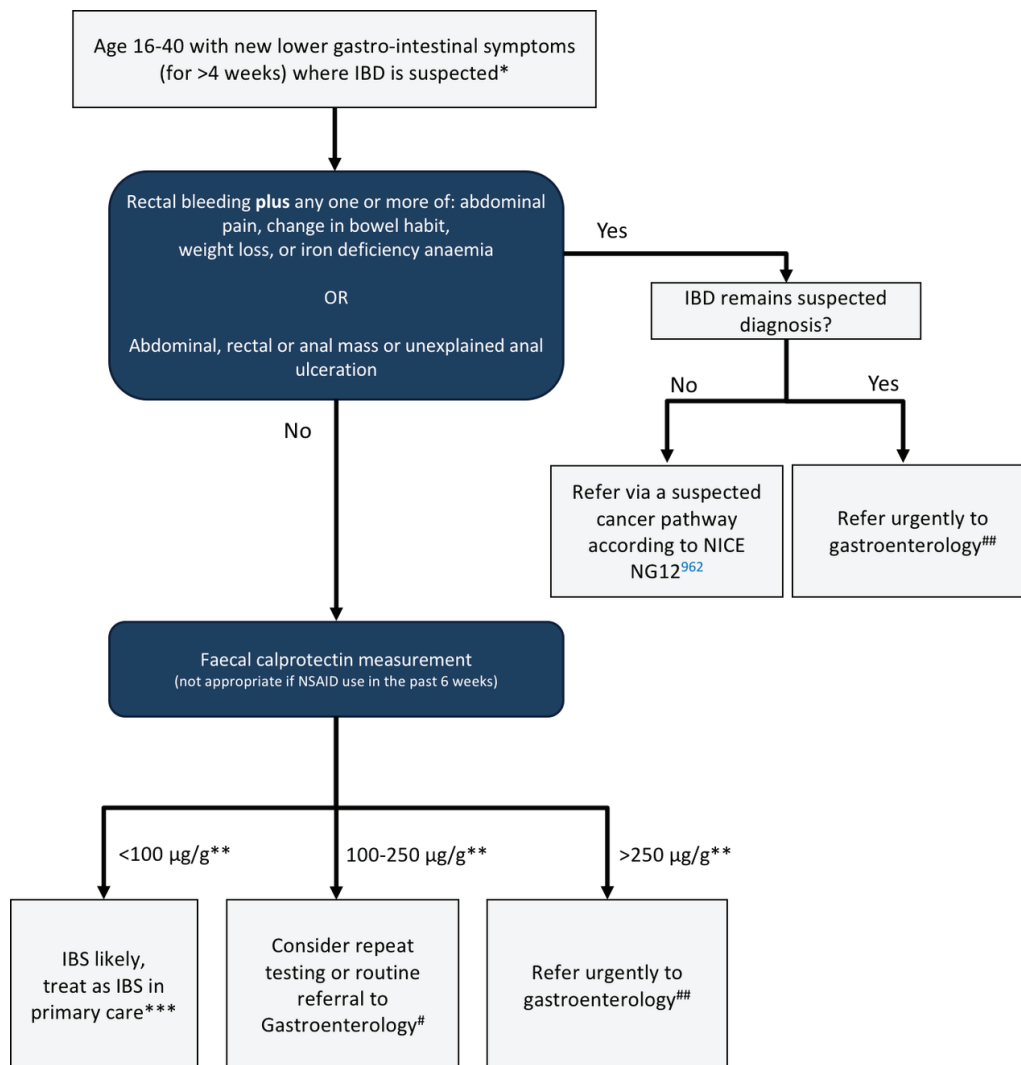 Age 16-40 with new lower gastro-intestinal symptoms
(for >4 weeks) where IBD is suspected*
Rectal bleeding plus any one or more of: abdominal
pain, change in bowel habit,
weight loss, or iron deficiency anaemia
OR
Abdominal, rectal or anal mass or unexplained anal
ulceration
Yes
IBD remains suspected
diagnosis?
No
Yes
Refer via a suspected
cancer pathway
according to NICE
NG12962
Refer urgently to
gastroenterology##
No
Faecal calprotectin measurement
(not appropriate if NSAID use in the past 6 weeks)
<100 µg/g**
100-250 µg/g**
>250 µg/g**
IBS likely,
treat as IBS in
primary care***
Consider repeat
testing or routine
referral to
Gastroenterology#
Refer urgently to
gastroenterology##